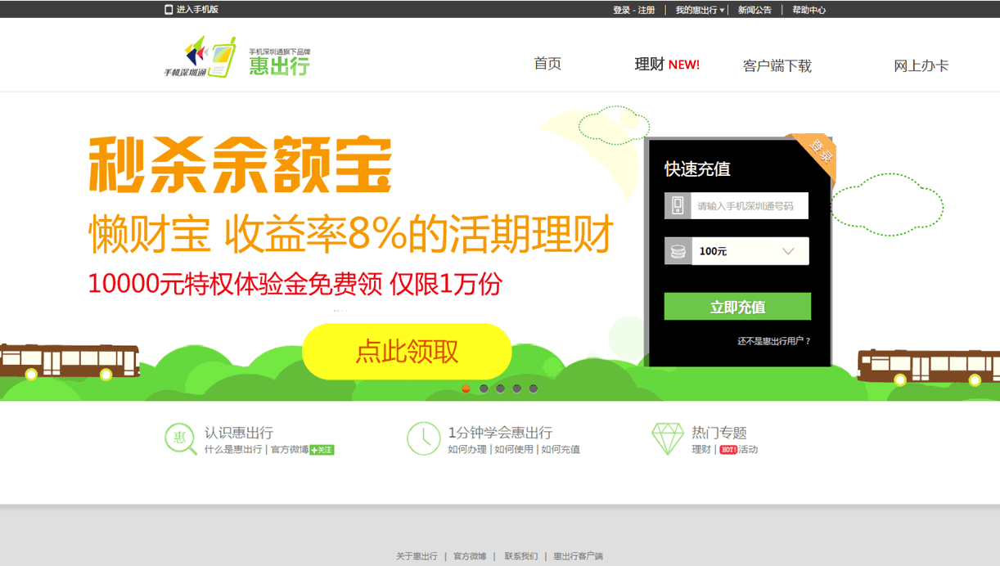 进入手机版
登录 - 注册 | 我的惠出行 | 新闻公告 | 帮助中心
手机深圳通
手机深圳通旗下品牌
惠出行
首页 理财 NEW! 客户端下载 网上办卡
秒杀余额宝
懒财宝 收益率8%的活期理财
10000元特权体验金免费领 仅限1万份
点此领取
登录
快速充值
请输入手机深圳通号码
100元
立即充值
还不是惠出行用户？
惠
认识惠出行
什么是惠出行 | 官方微博 +关注
1分钟学会惠出行
如何办理 | 如何使用 | 如何充值
热门专题
理财 | HOT! 活动
关于惠出行 | 官方微博 | 联系我们 | 惠出行客户端